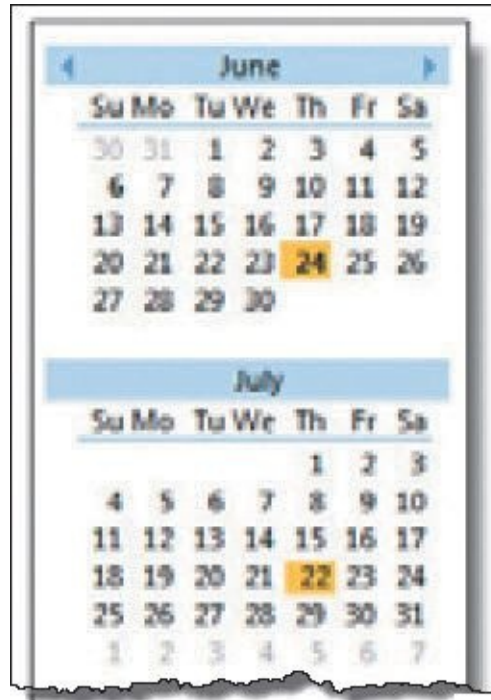 June
Su Mo Tu We Th Fr Sa
30 31 1 2 3 4 5
6 7 8 9 10 11 12
13 14 15 16 17 18 19
20 21 22 23 24 25 26
27 28 29 30
July
Su Mo Tu We Th Fr Sa
1 2 3
4 5 6 7 8 9 10
11 12 13 14 15 16 17
18 19 20 21 22 23 24
25 26 27 28 29 30 31
1 2 3 4 5 6 7